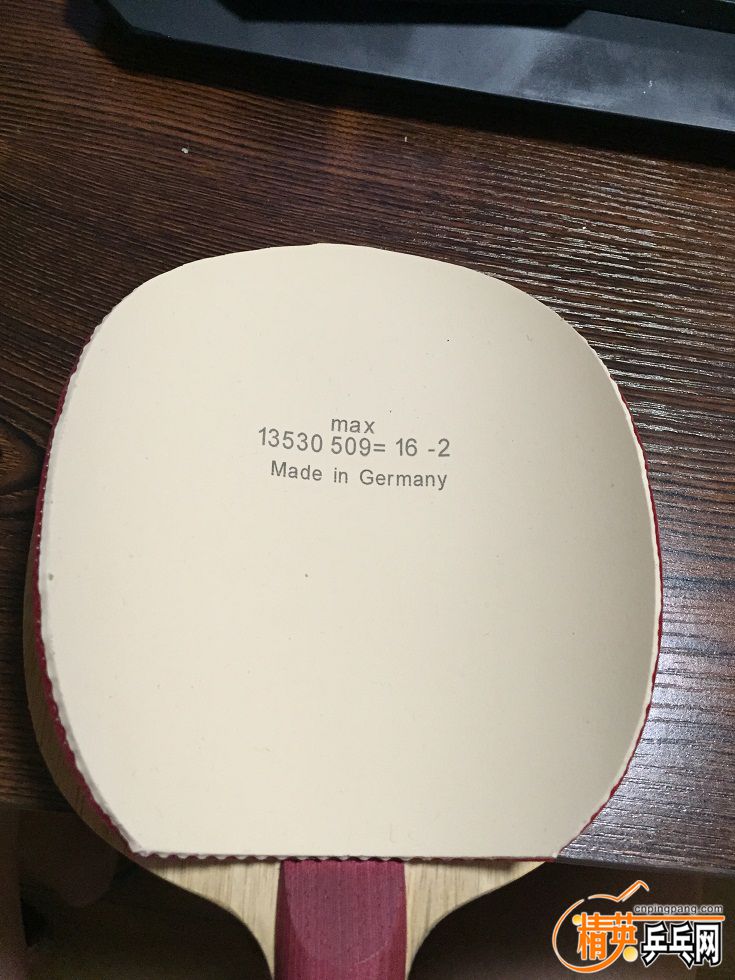 max
13530 509= 16 -2
Made in Germany
cnpingpang.com
精英乒乓网